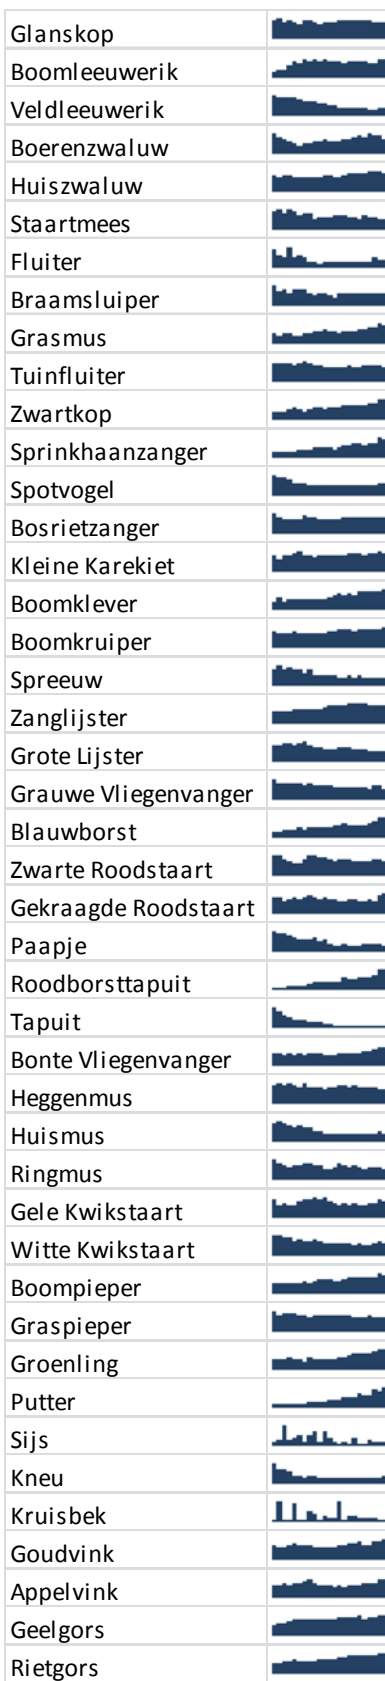 Glanskop
Boomleeuwerik
Veldleeuwerik
Boerenzwaluw
Huiszwaluw
Staartmees
Fluiter
Braamsluiper
Grasmus
Tuinfluiter
Zwartkop
Sprinkhaanzanger
Spotvogel
Bosrietzanger
Kleine Karekiet
Boomklever
Boomkruiper
Spreeuw
Zanglijster
Grote Lijster
Grauwe Vliegenvanger
Blauwborst
Zwarte Roodstaart
Gekraagde Roodstaart
Paapje
Roodborsttapuit
Tapuit
Bonte Vliegenvanger
Heggenmus
Huismus
Ringmus
Gele Kwikstaart
Witte Kwikstaart
Boompieper
Graspieper
Groenling
Putter
Sijs
Kneu
Kruisbek
Goudvink
Appelvink
Geelgors
Rietgors